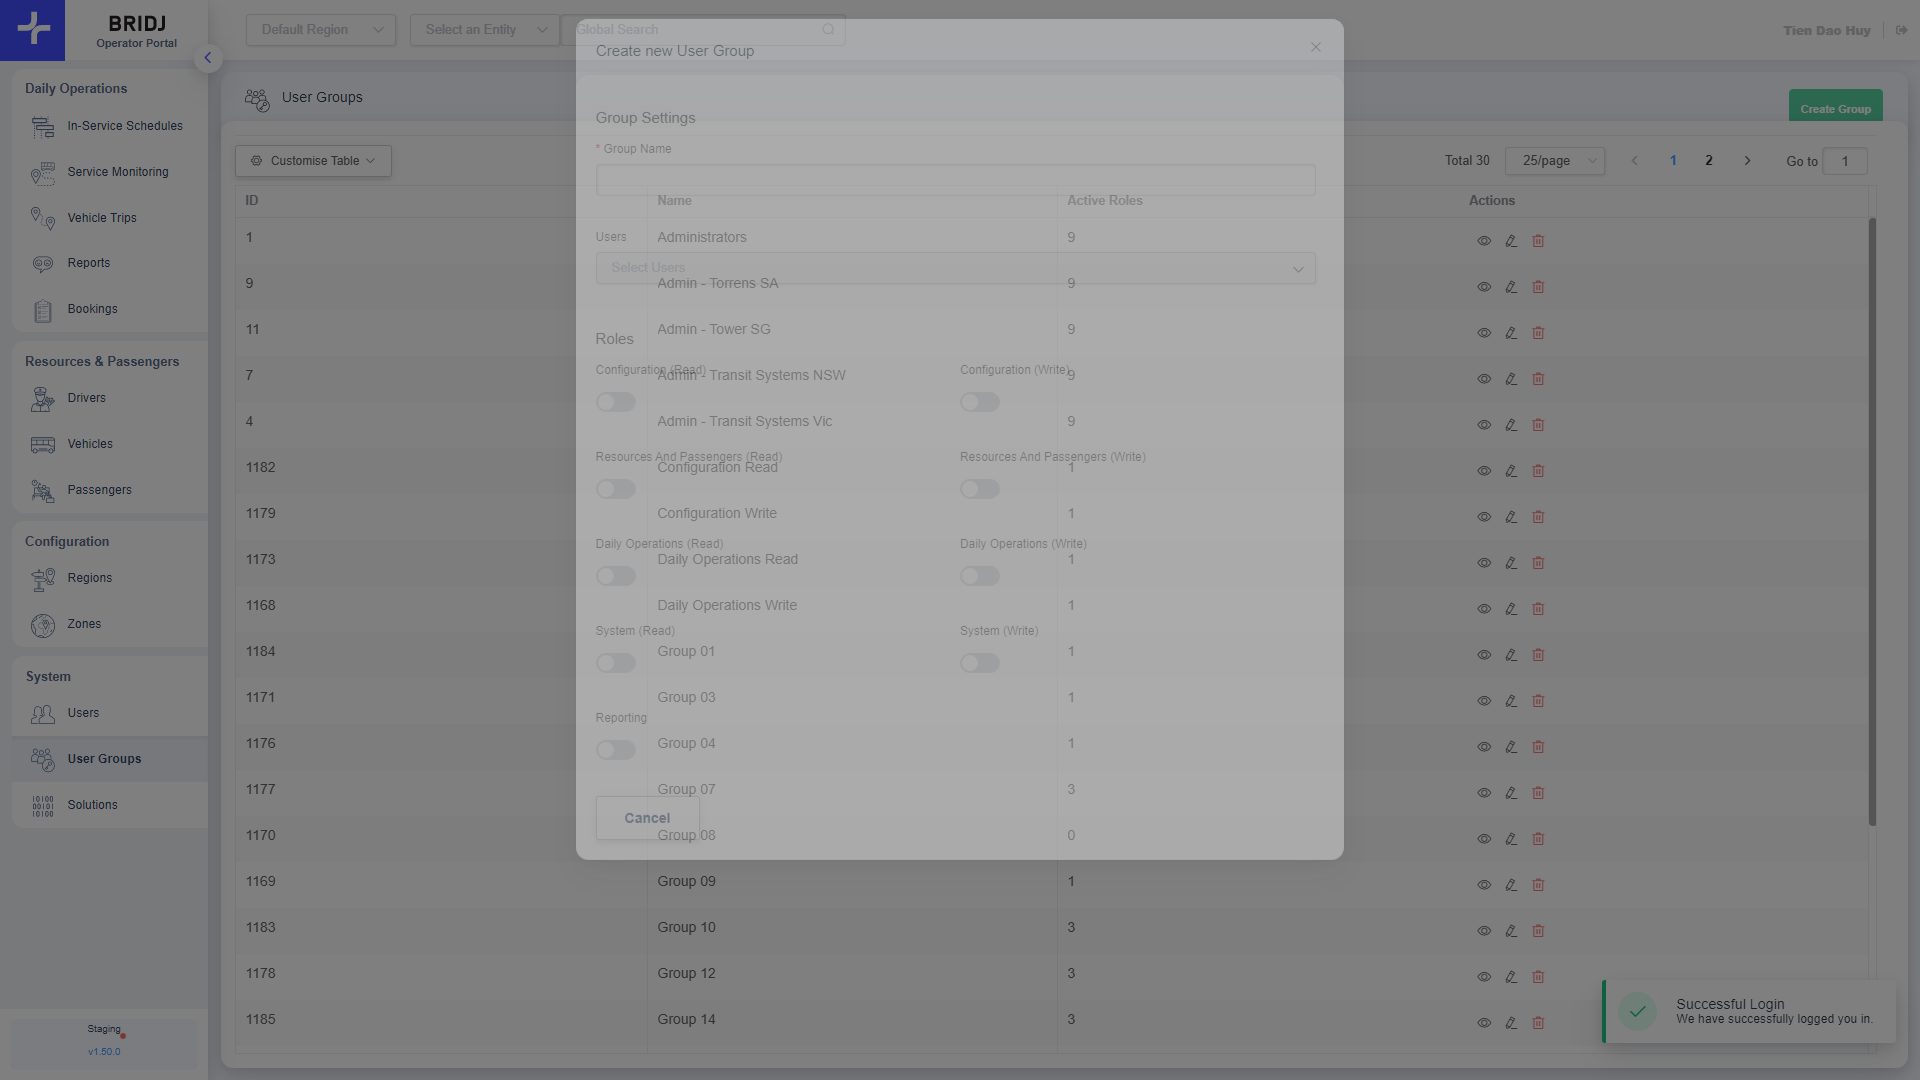 BRIDJ
Operator Portal
Default Region
Select an Entity
Global Search
Tien Dao Huy
Daily Operations
In-Service Schedules
Service Monitoring
Vehicle Trips
Reports
Bookings
Resources & Passengers
Drivers
Vehicles
Passengers
Configuration
Regions
Zones
System
Users
User Groups
Solutions
Staging
v1.50.0
User Groups
Create Group
Customise Table
Total 30
25/page
1
2
Go to
1
ID Name Active Roles Actions
1 Administrators 9
9 Admin - Torrens SA 9
11 Admin - Tower SG 9
7 Admin - Transit Systems NSW 9
4 Admin - Transit Systems Vic 9
1182 Configuration Read 1
1179 Configuration Write 1
1173 Daily Operations Read 1
1168 Daily Operations Write 1
1184 Group 01 1
1171 Group 03 1
1176 Group 04 1
1177 Group 07 3
1170 Group 08 0
1169 Group 09 1
1183 Group 10 3
1178 Group 12 3
1185 Group 14 3
Create new User Group
Group Settings
* Group Name
Users
Select Users
Roles
Configuration (Read)
Configuration (Write)
Resources And Passengers (Read)
Resources And Passengers (Write)
Daily Operations (Read)
Daily Operations (Write)
System (Read)
System (Write)
Reporting
Cancel
Successful Login
We have successfully logged you in.